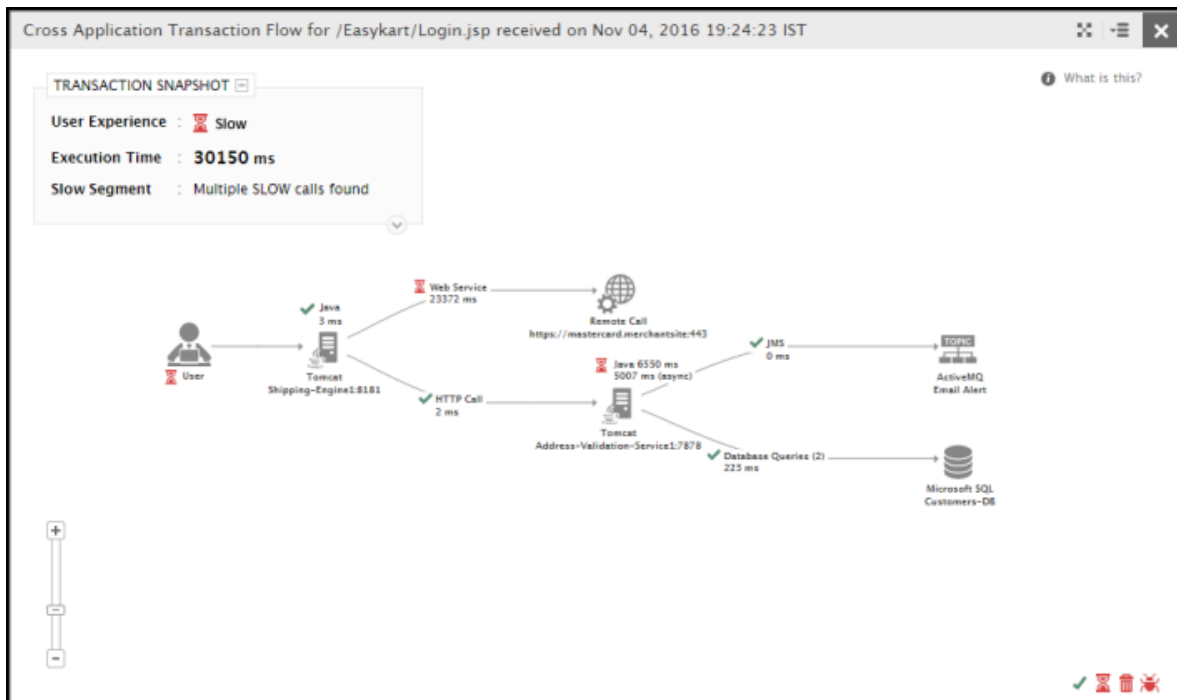 Cross Application Transaction Flow for /Easykart/Login.jsp received on Nov 04, 2016 19:24:23 IST
What is this?
TRANSACTION SNAPSHOT
User Experience : Slow
Execution Time : 30150 ms
Slow Segment : Multiple SLOW calls found
Web Service
23372 ms
Java
3 ms
Remote Call
https://mastercard.merchantsite:443
User
Tomcat
Shipping-Engine1:8181
HTTP Call
2 ms
Java 6550 ms
5007 ms (async)
Tomcat
Address-Validation-Service1:7878
JMS
0 ms
TOPIC
ActiveMQ
Email Alert
Database Queries (2)
223 ms
Microsoft SQL
Customers-DB